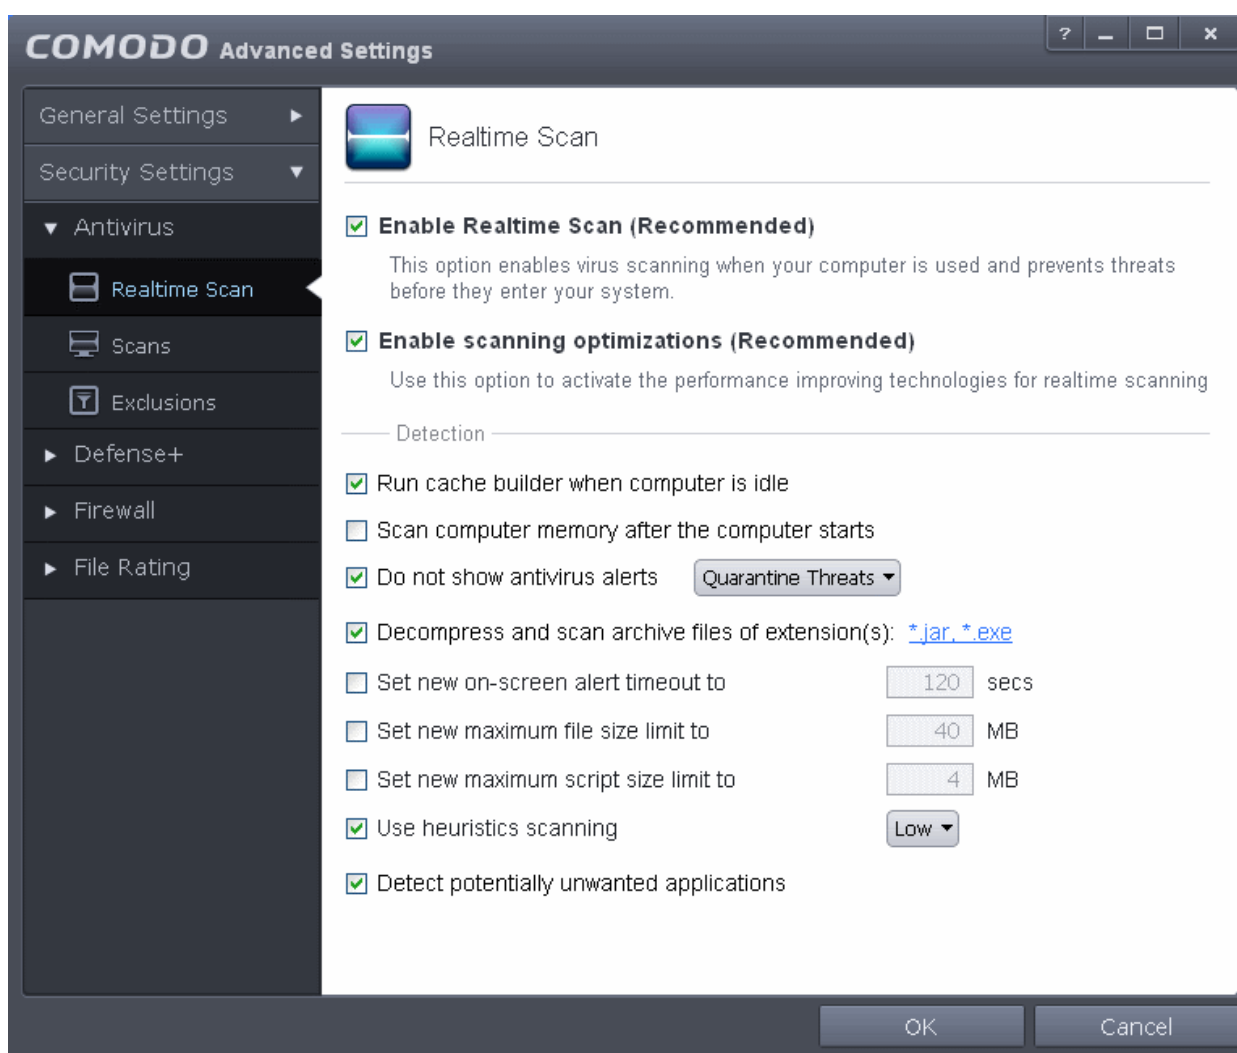 COMODO Advanced Settings
?
General Settings
Security Settings
Antivirus
Realtime Scan
Scans
Exclusions
Defense+
Firewall
File Rating
Realtime Scan
Enable Realtime Scan (Recommended)
This option enables virus scanning when your computer is used and prevents threats
before they enter your system.
Enable scanning optimizations (Recommended)
Use this option to activate the performance improving technologies for realtime scanning
Detection
Run cache builder when computer is idle
Scan computer memory after the computer starts
Do not show antivirus alerts Quarantine Threats
Decompress and scan archive files of extension(s): *.jar, *.exe
Set new on-screen alert timeout to 120 secs
Set new maximum file size limit to 40 MB
Set new maximum script size limit to 4 MB
Use heuristics scanning Low
Detect potentially unwanted applications
OK Cancel